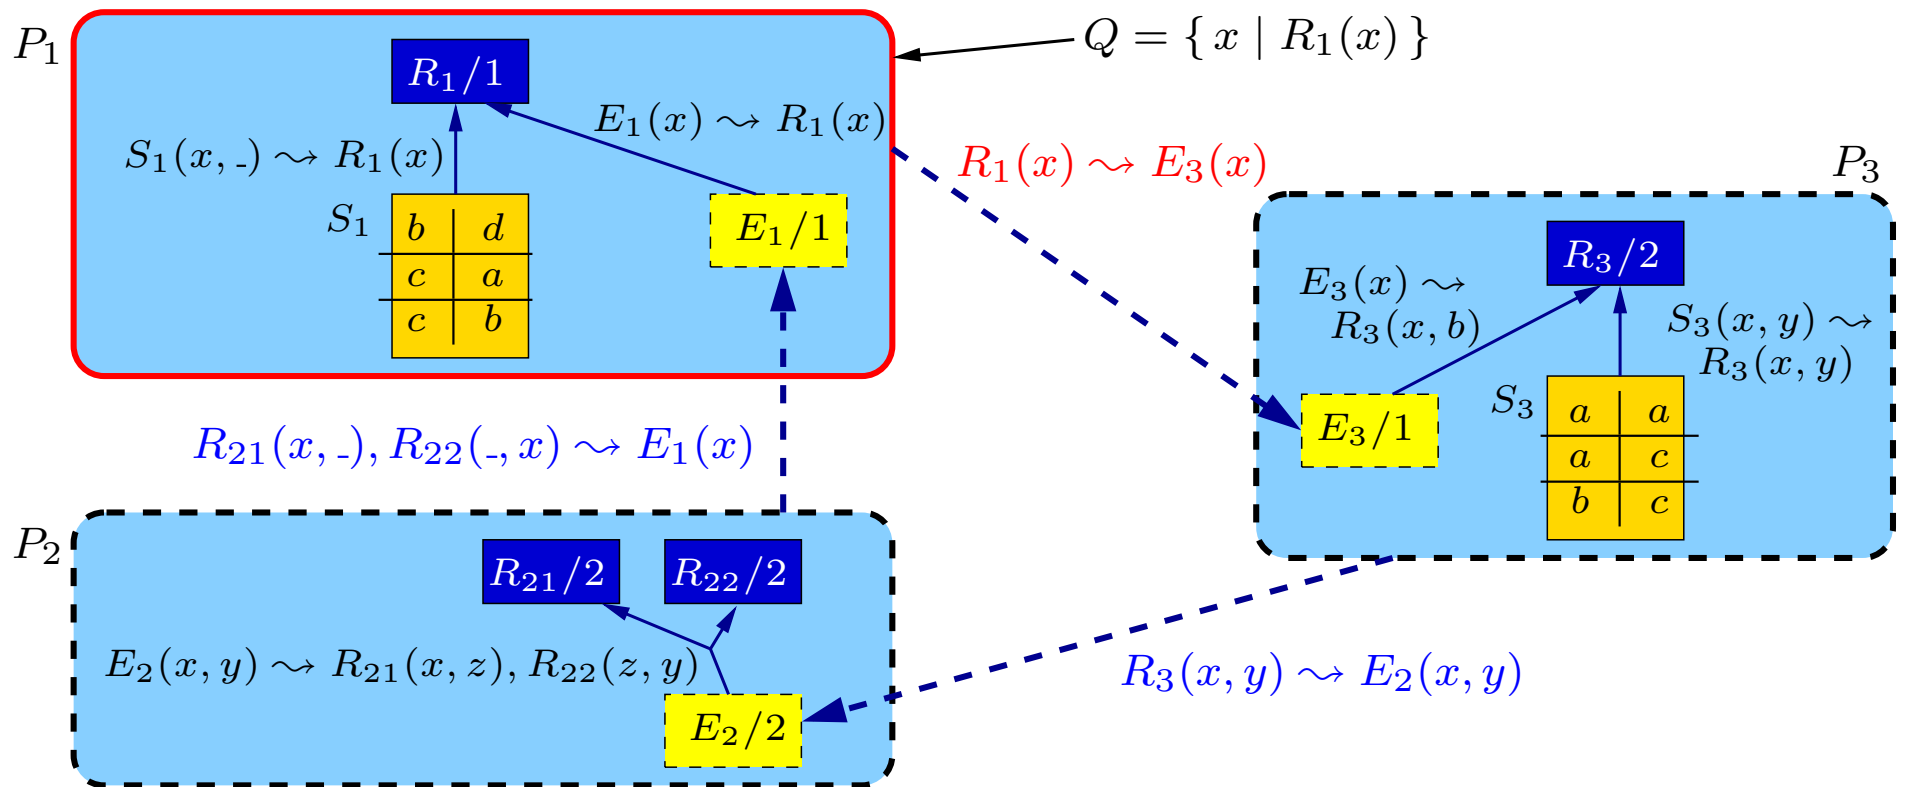 P₁
Q = { x | R₁(x) }
R₁/1
E₁(x) ⇝ R₁(x)
S₁(x, _) ⇝ R₁(x)
R₁(x) ⇝ E₃(x)
P₃
S₁
b d
c a
c b
E₁/1
R₃/2
E₃(x) ⇝
R₃(x, b)
S₃(x, y) ⇝
R₃(x, y)
S₃
a a
a c
b c
E₃/1
R₂₁(x, _), R₂₂(_, x) ⇝ E₁(x)
P₂
R₂₁/2
R₂₂/2
E₂(x, y) ⇝ R₂₁(x, z), R₂₂(z, y)
R₃(x, y) ⇝ E₂(x, y)
E₂/2